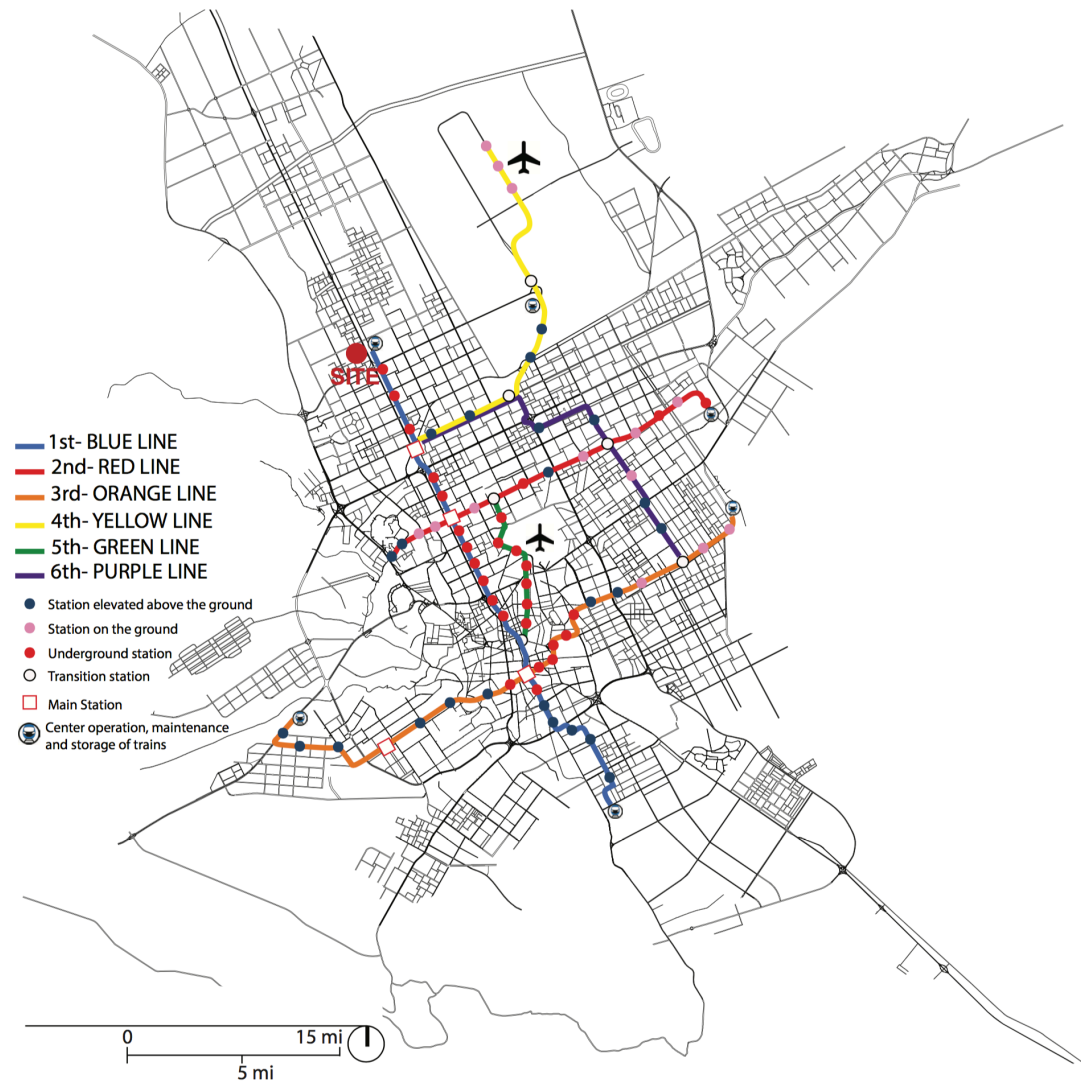 SITE
1st- BLUE LINE
2nd- RED LINE
3rd- ORANGE LINE
4th- YELLOW LINE
5th- GREEN LINE
6th- PURPLE LINE
Station elevated above the ground
Station on the ground
Underground station
Transition station
Main Station
Center operation, maintenance
and storage of trains
0
15 mi
5 mi